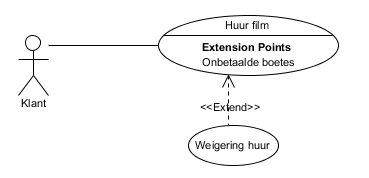 Huur film
Extension Points
Onbetaalde boetes
Klant
<<Extend>>
Weigering huur